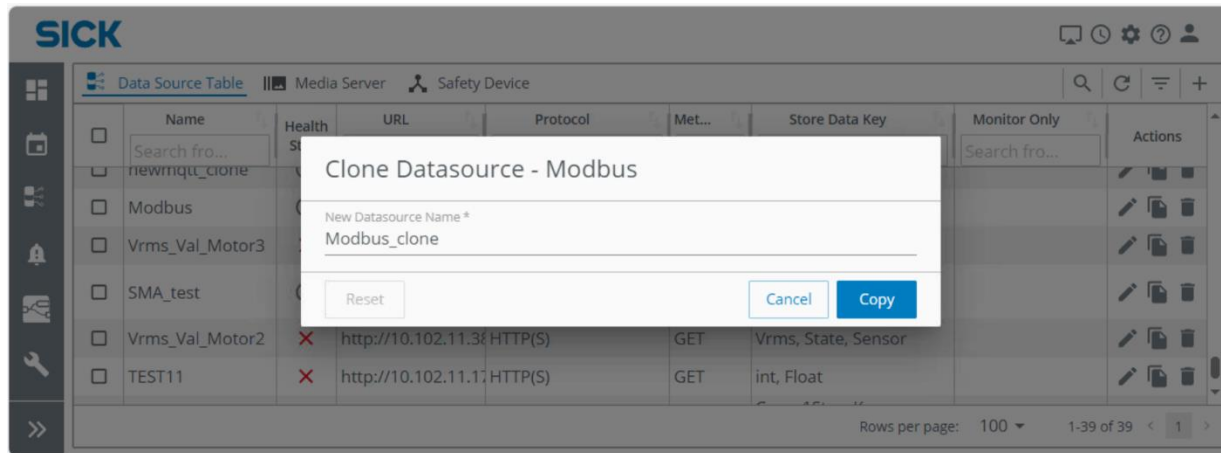 SICK
Data Source Table Media Server Safety Device
Name Health URL Protocol Met... Store Data Key Monitor Only Actions
Search fro... Search fro...
newmqtt_clone
Modbus
Vrms_Val_Motor3
SMA_test
Clone Datasource - Modbus
New Datasource Name *
Modbus_clone
Reset Cancel Copy
Vrms_Val_Motor2 http://10.102.11.38 HTTP(S) GET Vrms, State, Sensor
TEST11 http://10.102.11.17 HTTP(S) GET int, Float
Rows per page: 100 1-39 of 39 < 1 >